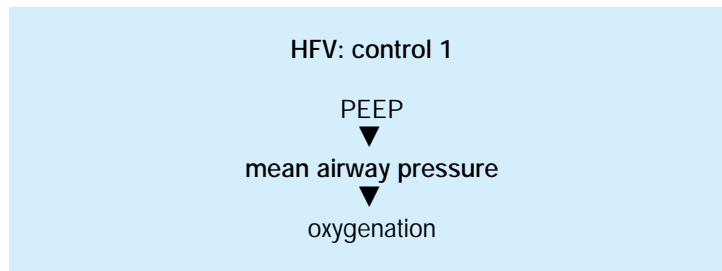 HFV: control 1
PEEP
▼
mean airway pressure
▼
oxygenation